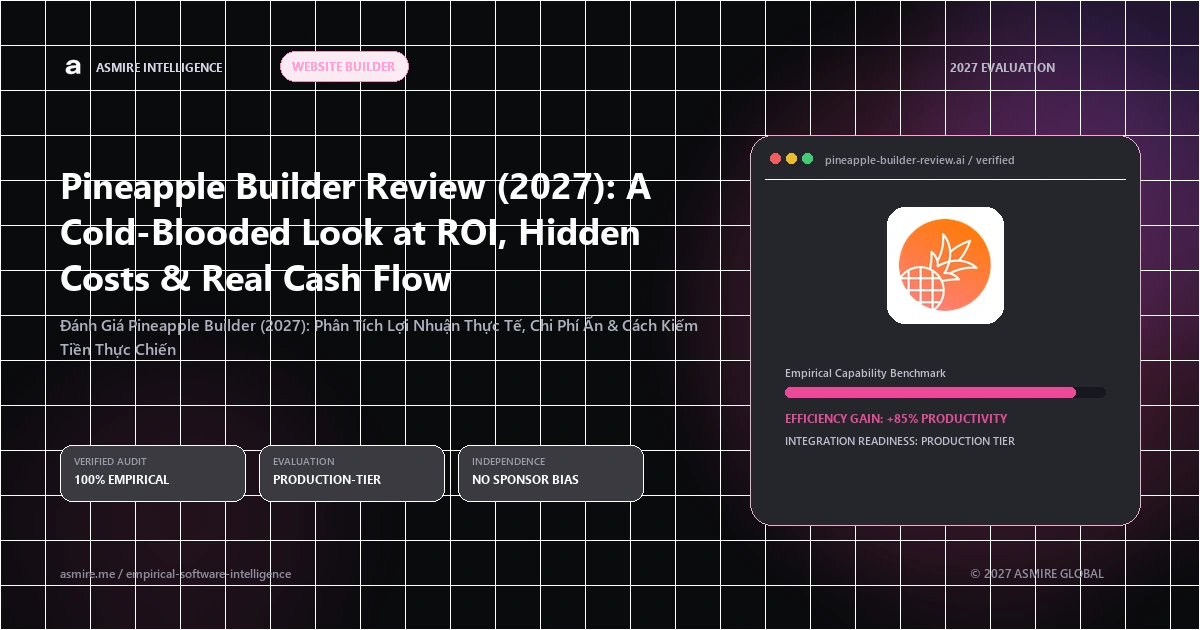 a ASMIRE INTELLIGENCE WEBSITE BUILDER 2027 EVALUATION
pineapple-builder-review.ai / verified
Pineapple Builder Review (2027): A
Cold-Blooded Look at ROI, Hidden
Costs & Real Cash Flow
Đánh Giá Pineapple Builder (2027): Phân Tích Lợi Nhuận Thực Tế, Chi Phí Ẩn & Cách Kiếm
Tiền Thực Chiến
Empirical Capability Benchmark
EFFICIENCY GAIN: +85% PRODUCTIVITY
INTEGRATION READINESS: PRODUCTION TIER
VERIFIED AUDIT
100% EMPIRICAL
EVALUATION
PRODUCTION-TIER
INDEPENDENCE
NO SPONSOR BIAS
asmire.me / empirical-software-intelligence
© 2027 ASMIRE GLOBAL